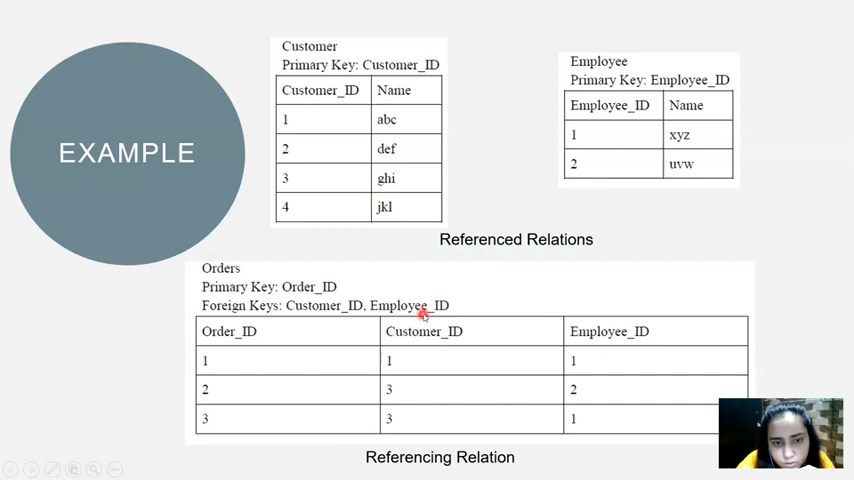 EXAMPLE
Customer
Primary Key: Customer_ID
Customer_ID Name
1 abc
2 def
3 ghi
4 jkl
Employee
Primary Key: Employee_ID
Employee_ID Name
1 xyz
2 uvw
Referenced Relations
Orders
Primary Key: Order_ID
Foreign Keys: Customer_ID, Employee_ID
Order_ID Customer_ID Employee_ID
1 1 1
2 3 2
3 3 1
Referencing Relation